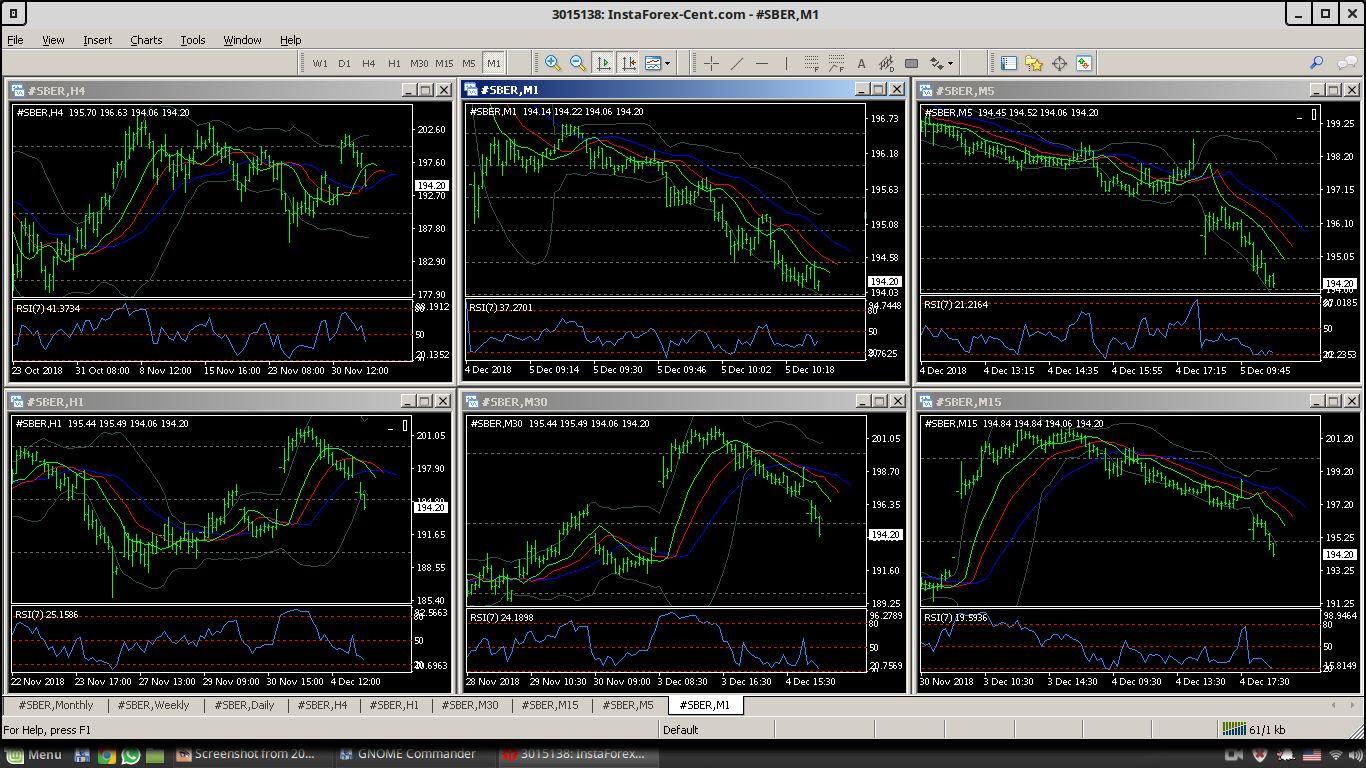 3015138: InstaForex-Cent.com - #SBER,M1
File View Insert Charts Tools Window Help
W1 D1 H4 H1 M30 M15 M5 M1
#SBER,H4
#SBER,H4 195.70 196.63 194.06 194.20
202.60
197.60
194.20
192.70
187.80
182.90
177.90
RSI(7) 41.3734
50
20.1352
23 Oct 2018 31 Oct 08:00 8 Nov 12:00 15 Nov 16:00 23 Nov 08:00 30 Nov 12:00
#SBER,M1
#SBER,M1 194.14 194.22 194.06 194.20
196.73
196.18
195.63
195.08
194.58
194.20
194.03
RSI(7) 37.2701
94.7448
80
50
4 Dec 2018 5 Dec 09:14 5 Dec 09:30 5 Dec 09:46 5 Dec 10:02 5 Dec 10:18
#SBER,M5
#SBER,M5 194.45 194.52 194.06 194.20
199.25
198.20
197.15
196.10
195.05
194.20
RSI(7) 21.2164
50
4 Dec 2018 4 Dec 13:15 4 Dec 14:35 4 Dec 15:55 4 Dec 17:15 5 Dec 09:45
#SBER,H1
#SBER,H1 195.44 195.49 194.06 194.20
201.05
197.90
194.20
191.65
188.55
185.40
RSI(7) 25.1586
80
50
22 Nov 2018 23 Nov 17:00 27 Nov 13:00 29 Nov 09:00 30 Nov 15:00 4 Dec 12:00
#SBER,M30
#SBER,M30 195.44 195.49 194.06 194.20
201.05
198.70
196.35
194.20
191.60
189.25
RSI(7) 24.1898
96.2789
80
50
28 Nov 2018 29 Nov 10:30 30 Nov 09:00 3 Dec 08:30 3 Dec 16:30 4 Dec 15:30
#SBER,M15
#SBER,M15 194.84 194.84 194.06 194.20
201.20
199.20
197.20
195.25
194.20
193.25
191.25
RSI(7) 19.5936
98.9464
80
50
30 Nov 2018 3 Dec 10:30 3 Dec 14:30 4 Dec 09:30 4 Dec 13:30 4 Dec 17:30
#SBER,Monthly #SBER,Weekly #SBER,Daily #SBER,H4 #SBER,H1 #SBER,M30 #SBER,M15 #SBER,M5 #SBER,M1
For Help, press F1 Default 61/1 kb
Menu Screenshot from 20... GNOME Commander 3015138: InstaForex...